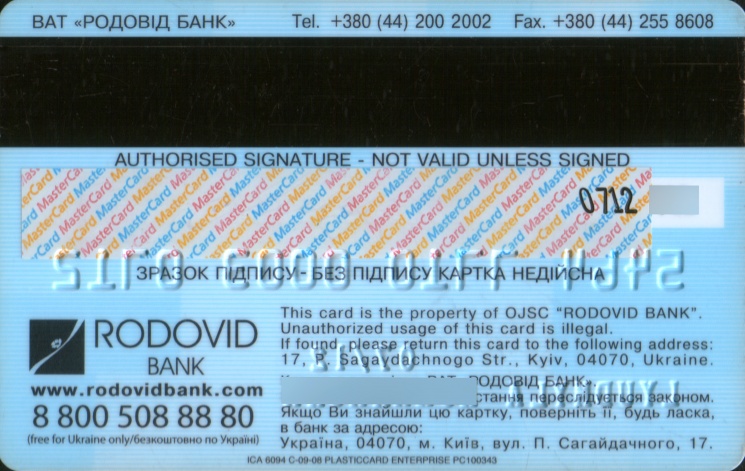 ВАТ «РОДОВІД БАНК» Tel. +380 (44) 200 2002 Fax. +380 (44) 255 8608
AUTHORISED SIGNATURE - NOT VALID UNLESS SIGNED
MasterCard MasterCard MasterCard MasterCard
0712
ЗРАЗОК ПІДПИСУ - БЕЗ ПІДПИСУ КАРТКА НЕДІЙСНА
RODOVID
BANK
www.rodovidbank.com
8 800 508 88 80
(free for Ukraine only/безкоштовно по Україні)
This card is the property of OJSC "RODOVID BANK".
Unauthorized usage of this card is illegal.
If found, please return this card to the following address:
17, P. Sagaydachnogo Str., Kyiv, 04070, Ukraine.
ВАТ "РОДОВІД БАНК".
переслідується законом.
Якщо Ви знайшли цю картку, поверніть її, будь ласка,
в банк за адресою:
Україна, 04070, м. Київ, вул. П. Сагайдачного, 17.
ICA 6094 C-09-08 PLASTICCARD ENTERPRISE PC100343